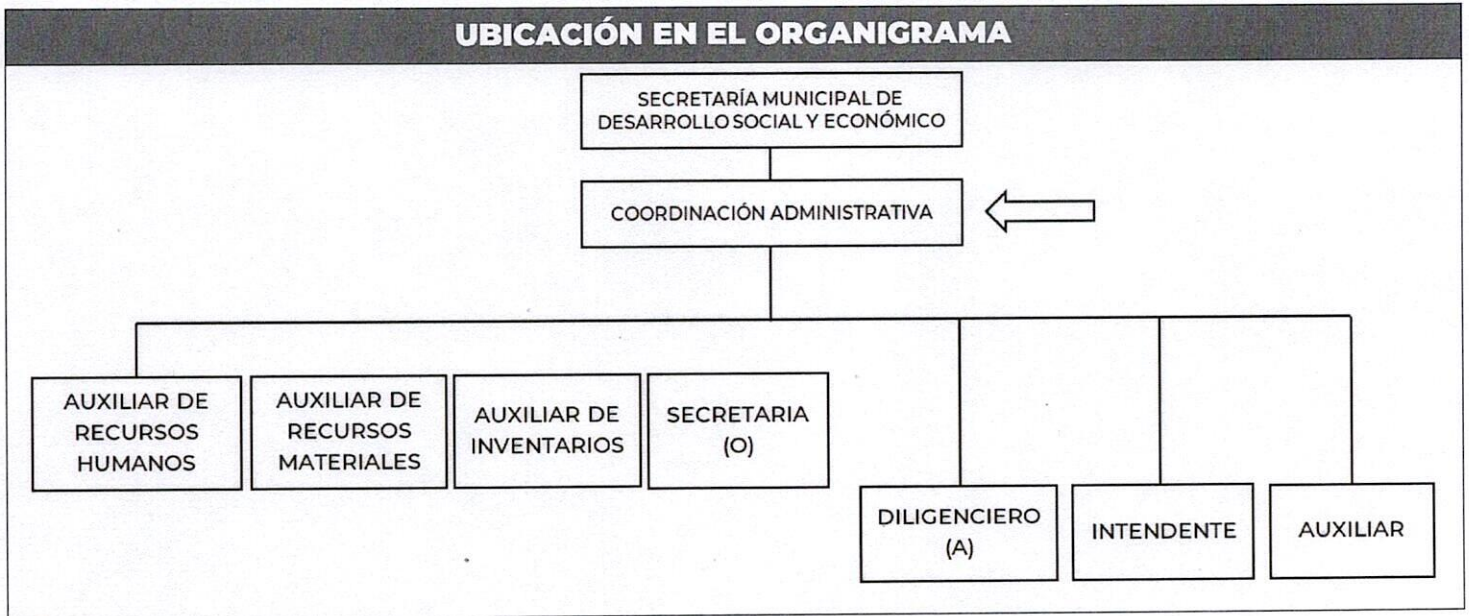 UBICACIÓN EN EL ORGANIGRAMA
SECRETARÍA MUNICIPAL DE
DESARROLLO SOCIAL Y ECONÓMICO
COORDINACIÓN ADMINISTRATIVA
AUXILIAR DE
RECURSOS
HUMANOS
AUXILIAR DE
RECURSOS
MATERIALES
AUXILIAR DE
INVENTARIOS
SECRETARIA
(O)
DILIGENCIERO
(A)
INTENDENTE
AUXILIAR